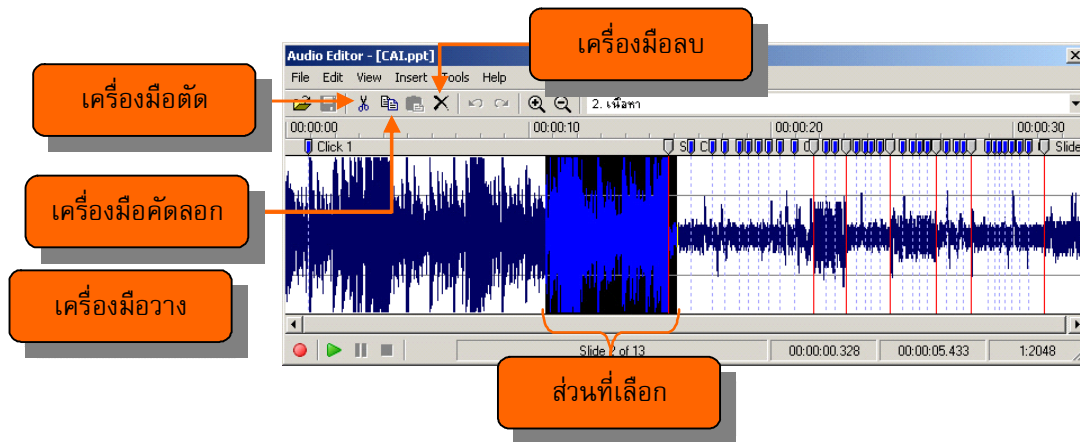 เครื่องมือลบ
Audio Editor - [CAI.ppt]
File Edit View Insert Tools Help
เครื่องมือตัด
2. เนื้อหา
00:00:00 00:00:10 00:00:20 00:00:30
Click 1 Slide
เครื่องมือคัดลอก
เครื่องมือวาง
Slide 2 of 13 00:00:00.328 00:00:05.433 1:2048
ส่วนที่เลือก